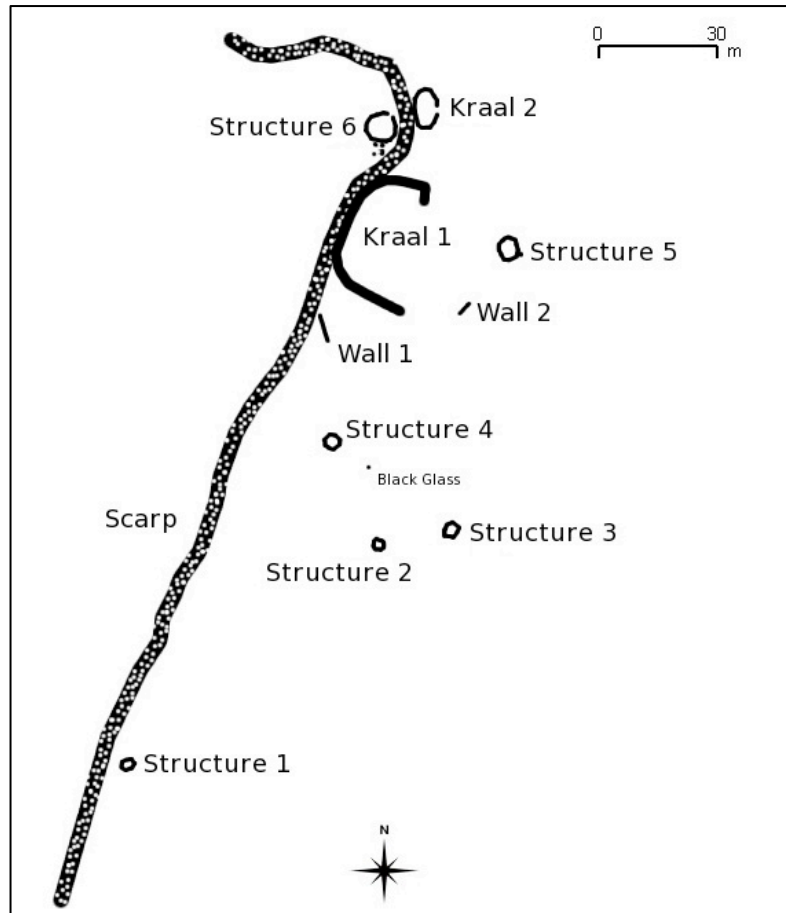 0 30
m
Kraal 2
Structure 6
Kraal 1
Structure 5
Wall 2
Wall 1
Structure 4
Black Glass
Scarp
Structure 3
Structure 2
Structure 1
N